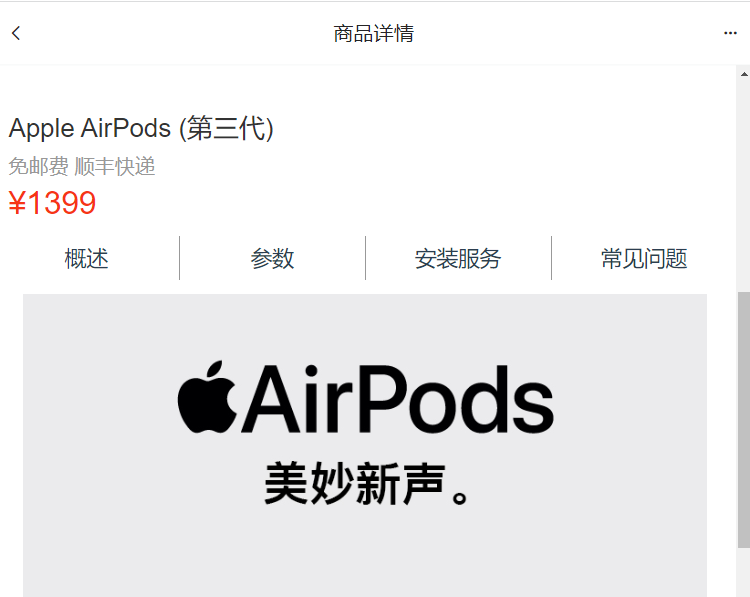 商品详情
Apple AirPods (第三代)
免邮费 顺丰快递
¥1399
概述 参数 安装服务 常见问题
AirPods
美妙新声。